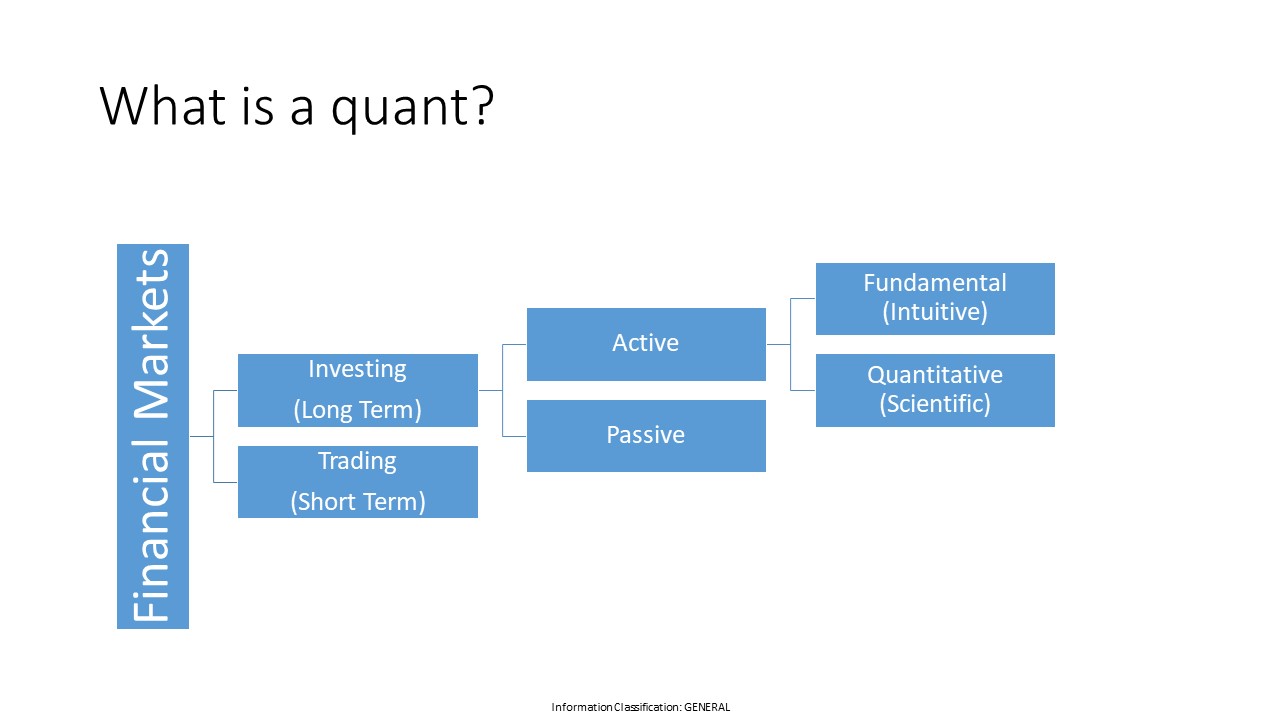 What is a quant?
Financial Markets
Investing
(Long Term)
Trading
(Short Term)
Active
Passive
Fundamental
(Intuitive)
Quantitative
(Scientific)
Information Classification: GENERAL